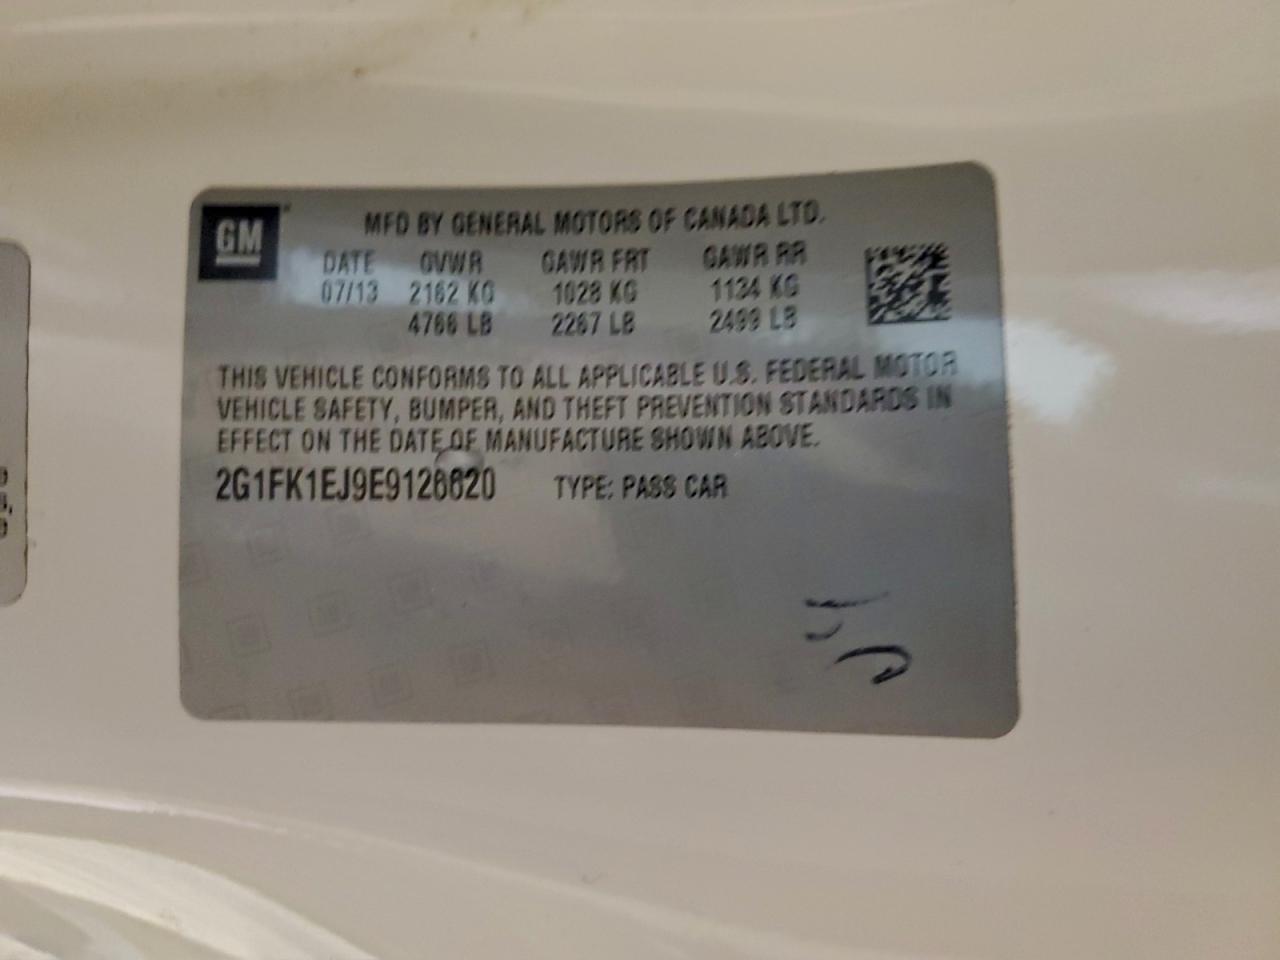 GM
MFD BY GENERAL MOTORS OF CANADA LTD.
DATE GVWR GAWR FRT GAWR RR
07/13 2162 KG 1028 KG 1134 KG
4766 LB 2267 LB 2499 LB
THIS VEHICLE CONFORMS TO ALL APPLICABLE U.S. FEDERAL MOTOR
VEHICLE SAFETY, BUMPER, AND THEFT PREVENTION STANDARDS IN
EFFECT ON THE DATE OF MANUFACTURE SHOWN ABOVE.
2G1FK1EJ9E9126620 TYPE: PASS CAR